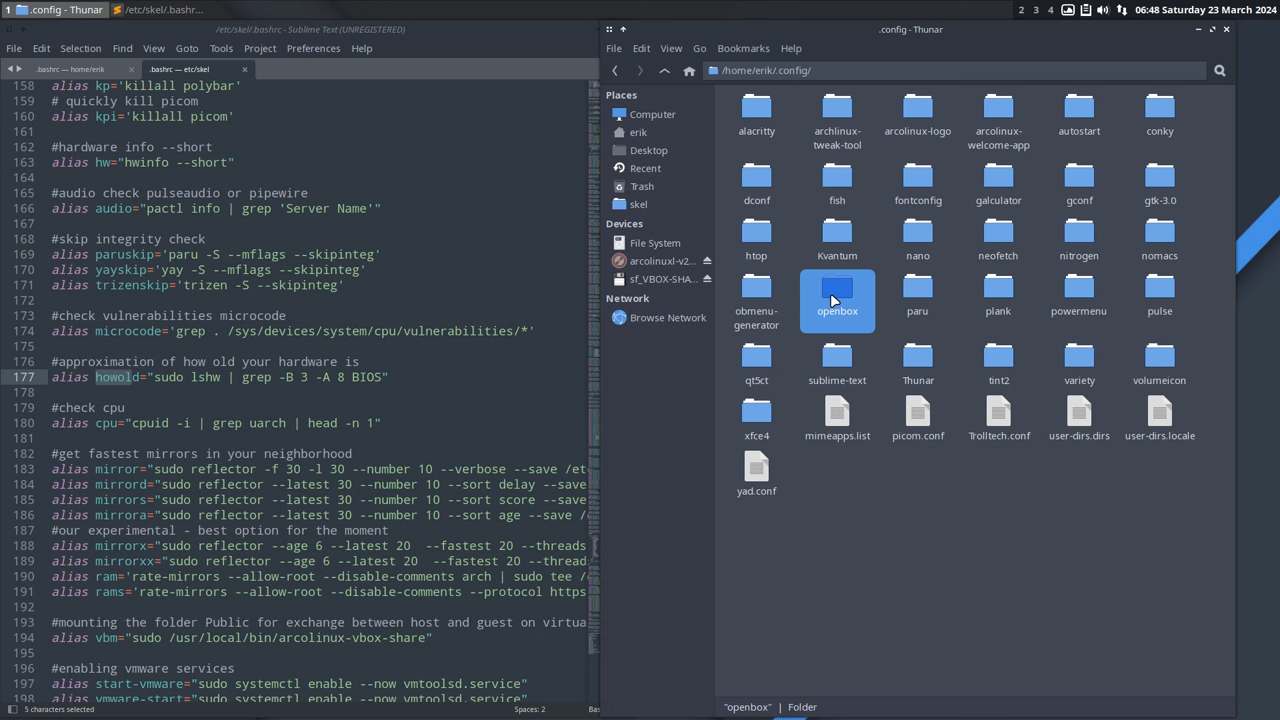 1 .config - Thunar /etc/skel/.bashrc... 2 3 4 06:48 Saturday 23 March 2024
/etc/skel/.bashrc - Sublime Text (UNREGISTERED)
File Edit Selection Find View Goto Tools Project Preferences Help
.bashrc — home/erik × .bashrc — etc/skel ×
158 alias kp='killall polybar'
159 # quickly kill picom
160 alias kpi='killall picom'
161
162 #hardware info --short
163 alias hw="hwinfo --short"
164
165 #audio check pulseaudio or pipewire
166 alias audio="pactl info | grep 'Server Name'"
167
168 #skip integrity check
169 alias paruskip='paru -S --mflags --skipinteg'
170 alias yayskip='yay -S --mflags --skipinteg'
171 alias trizenskip='trizen -S --skipinteg'
172
173 #check vulnerabilities microcode
174 alias microcode='grep . /sys/devices/system/cpu/vulnerabilities/*'
175
176 #approximation of how old your hardware is
177 alias howold="sudo lshw | grep -B 3 -A 8 BIOS"
178
179 #check cpu
180 alias cpu="cpuid -i | grep uarch | head -n 1"
181
182 #get fastest mirrors in your neighborhood
183 alias mirror="sudo reflector -f 30 -l 30 --number 10 --verbose --save /et
184 alias mirrord="sudo reflector --latest 30 --number 10 --sort delay --save
185 alias mirrors="sudo reflector --latest 30 --number 10 --sort score --save
186 alias mirrora="sudo reflector --latest 30 --number 10 --sort age --save /
187 #our experimental - best option for the moment
188 alias mirrorx="sudo reflector --age 6 --latest 20  --fastest 20 --threads
189 alias mirrorxx="sudo reflector --age 6 --latest 20  --fastest 20 --threads
190 alias ram='rate-mirrors --allow-root --disable-comments arch | sudo tee /
191 alias rams='rate-mirrors --allow-root --disable-comments --protocol https
192
193 #mounting the folder Public for exchange between host and guest on virtua
194 alias vbm="sudo /usr/local/bin/arcolinux-vbox-share"
195
196 #enabling vmware services
197 alias start-vmware="sudo systemctl enable --now vmtoolsd.service"
198 alias vmware-start="sudo systemctl enable --now vmtoolsd.service"
5 characters selected Spaces: 2 Bas
.config - Thunar
File Edit View Go Bookmarks Help
/home/erik/.config/
Places
Computer
erik
Desktop
Recent
Trash
skel
Devices
File System
arcolinuxl-v2...
sf_VBOX-SHA...
Network
Browse Network
alacritty
archlinux-tweak-tool
arcolinux-logo
arcolinux-welcome-app
autostart
conky
dconf
fish
fontconfig
galculator
gconf
gtk-3.0
htop
Kvantum
nano
neofetch
nitrogen
nomacs
obmenu-generator
openbox
paru
plank
powermenu
pulse
qt5ct
sublime-text
Thunar
tint2
variety
volumeicon
xfce4
mimeapps.list
picom.conf
Trolltech.conf
user-dirs.dirs
user-dirs.locale
yad.conf
"openbox" | Folder